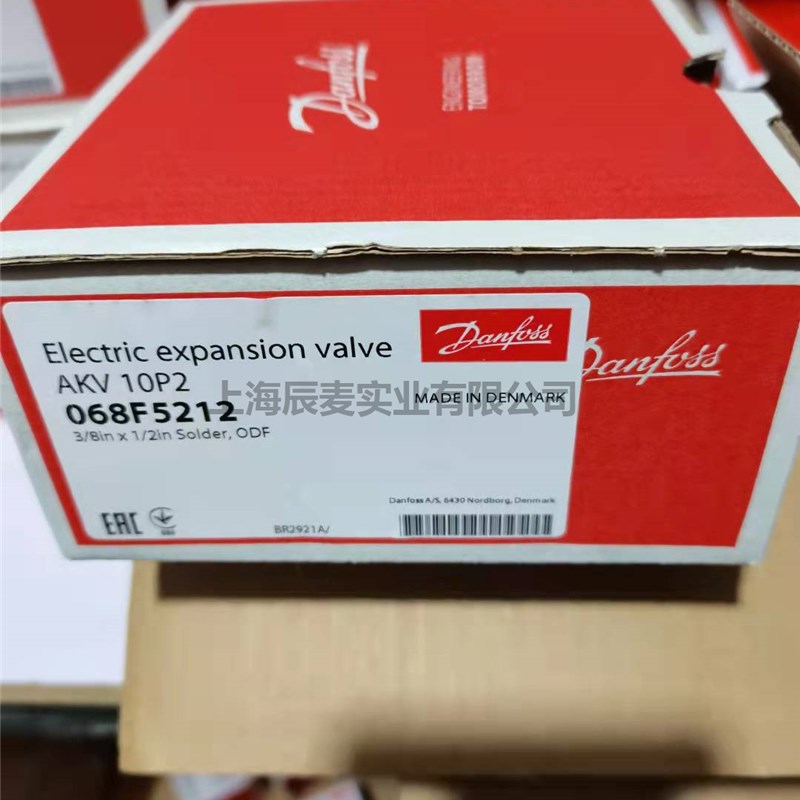 Danfoss
ENGINEERING
TOMORROW
Danfoss
Electric expansion valve
AKV 10P2
068F5212
3/8in x 1/2in Solder, ODF
MADE IN DENMARK
Danfoss
上海辰麦实业有限公司
Danfoss A/S, 6430 Nordborg, Denmark
EAC
BR2921A/